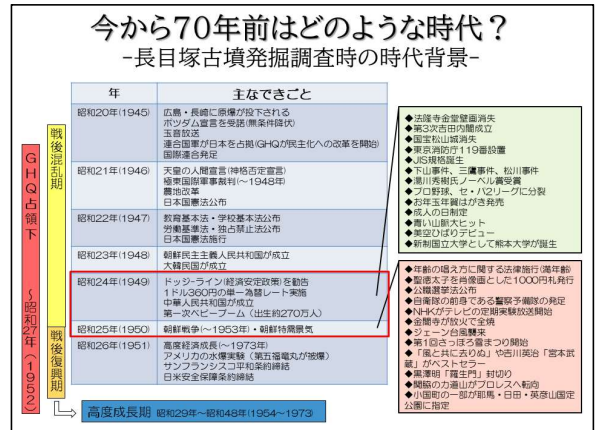 今から70年前はどのような時代？
-長目塚古墳発掘調査時の時代背景-
年
主なできごと
昭和20年(1945)
広島・長崎に原爆が投下される
ポツダム宣言を受諾(無条件降伏)
玉音放送
連合国軍が日本を占拠(GHQが民主化への改革を開始)
国際連合発足
昭和21年(1946)
天皇の人間宣言(神格否定宣言)
極東国際軍事裁判(～1948年)
農地改革
日本国憲法公布
昭和22年(1947)
教育基本法・学校基本法公布
労働基準法・独占禁止法公布
日本国憲法施行
昭和23年(1948)
朝鮮民主主義人民共和国が成立
大韓民国が成立
昭和24年(1949)
ドッジ-ライン(経済安定政策)を勧告
1ドル360円の単一為替レート実施
中華人民共和国が成立
第一次ベビーブーム（出生約270万人）
昭和25年(1950)
朝鮮戦争(～1953年)・朝鮮特需景気
昭和26年(1951)
高度経済成長(～1973年)
アメリカの水爆実験（第五福竜丸が被爆）
サンフランシスコ平和条約締結
日米安全保障条約締結
GHQ占領下　～昭和27年（1952）
戦後混乱期
戦後復興期
高度成長期 昭和29年～昭和48年(1954～1973)
◆法隆寺金堂壁画消失
◆第3次吉田内閣成立
◆国宝松山城消失
◆東京消防庁119番設置
◆JIS規格誕生
◆下山事件、三鷹事件、松川事件
◆湯川秀樹氏ノーベル賞受賞
◆プロ野球、セ・パ2リーグに分裂
◆お年玉年賀はがき発売
◆成人の日制定
◆青い山脈大ヒット
◆美空ひばりデビュー
◆新制国立大学として熊本大学が誕生
◆年齢の唱え方に関する法律施行(満年齢)
◆聖徳太子を肖像画とした1000円札発行
◆公職選挙法公布
◆自衛隊の前身である警察予備隊の発足
◆NHKがテレビの定期実験放送開始
◆金閣寺が放火で全焼
◆ジェーン台風襲来
◆第1回さっぽろ雪まつり開始
◆「風と共に去りぬ」や吉川英治「宮本武
蔵」がベストセラー
◆黒澤明「羅生門」封切り
◆関脇の力道山がプロレスへ転向
◆小国町の一部が耶馬・日田・英彦山国定
公園に指定